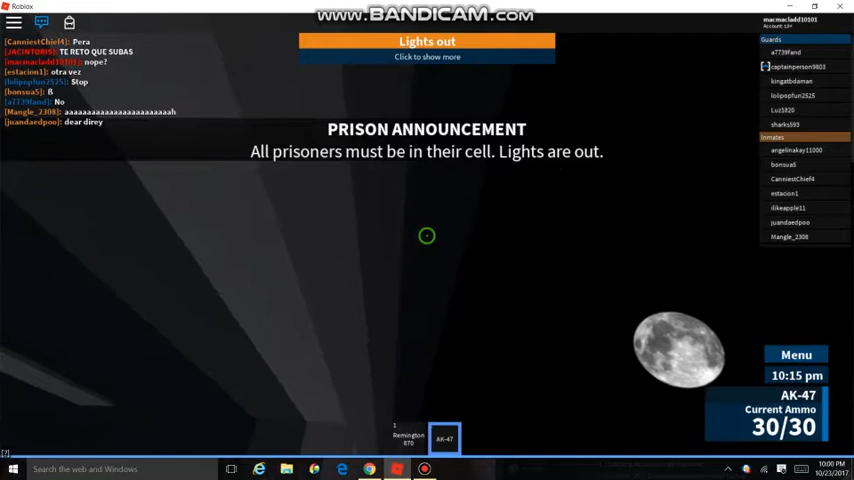 Roblox
www.BANDICAM.com
macmacladd10101
Account: 13+
[CanniestChief4]: Pera
[JACINTORIS]: TE RETO QUE SUBAS
[macmacladd10101]: nope?
[estacion1]: otra vez
[lolipopfun2525]: Stop
[bonsua5]: ß
[a7739fand]: No
[Mangle_2308]: aaaaaaaaaaaaaaaaaaaaaaaah
[juandaedpoo]: dear direy
Lights out
Click to show more
PRISON ANNOUNCEMENT
All prisoners must be in their cell. Lights are out.
Guards
a7739fand
captainperson9803
kingatbdaman
lolipopfun2525
Luz1820
sharks593
Inmates
angelinakay11000
bonsua5
CanniestChief4
estacion1
ilikeapple11
juandaedpoo
Mangle_2308
Menu
10:15 pm
AK-47
Current Ammo
30/30
1
Remington
870
AK-47
[?]
Search the web and Windows
10:00 PM
10/23/2017